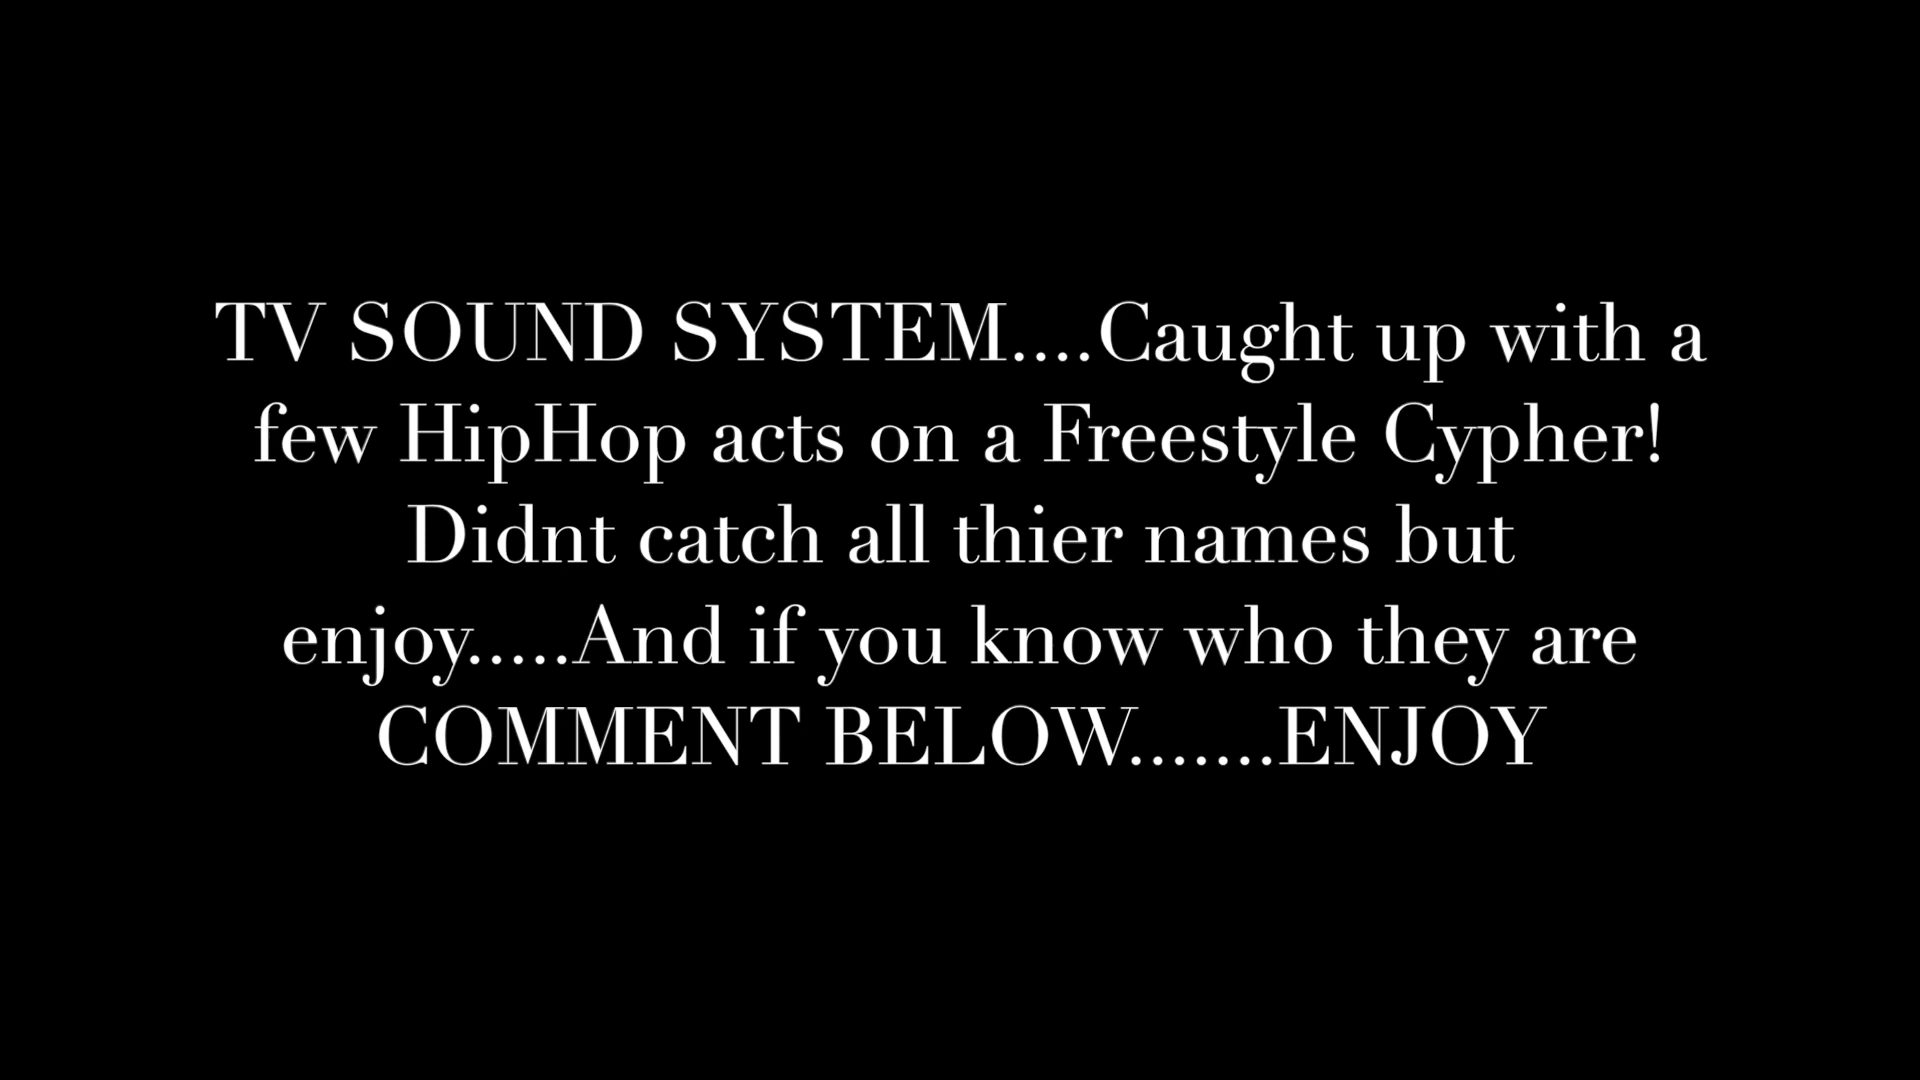 TV SOUND SYSTEM....Caught up with a
few HipHop acts on a Freestyle Cypher!
Didnt catch all thier names but
enjoy.....And if you know who they are
COMMENT BELOW.......ENJOY